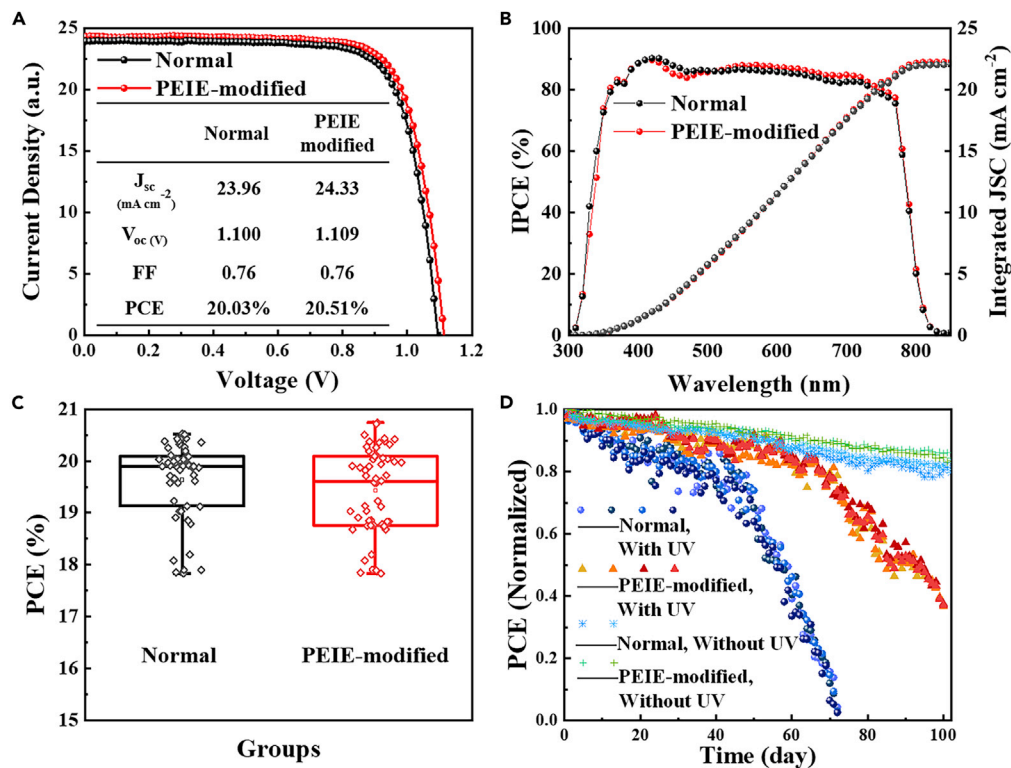 A
25
20
15
10
5
0
Current Density (a.u.)
Normal
PEIE-modified
Normal PEIE modified
Jsc (mA cm-2) 23.96 24.33
Voc (V) 1.100 1.109
FF 0.76 0.76
PCE 20.03% 20.51%
0.0 0.2 0.4 0.6 0.8 1.0 1.2
Voltage (V)
B
100
80
60
40
20
0
IPCE (%)
Normal
PEIE-modified
25
20
15
10
5
0
Integrated JSC (mA cm-2)
300 400 500 600 700 800
Wavelength (nm)
C
21
20
19
18
17
16
15
PCE (%)
Normal PEIE-modified
Groups
D
1.0
0.8
0.6
0.4
0.2
0.0
PCE (Normalized)
Normal,
With UV
PEIE-modified,
With UV
Normal, Without UV
PEIE-modified,
Without UV
0 20 40 60 80 100
Time (day)